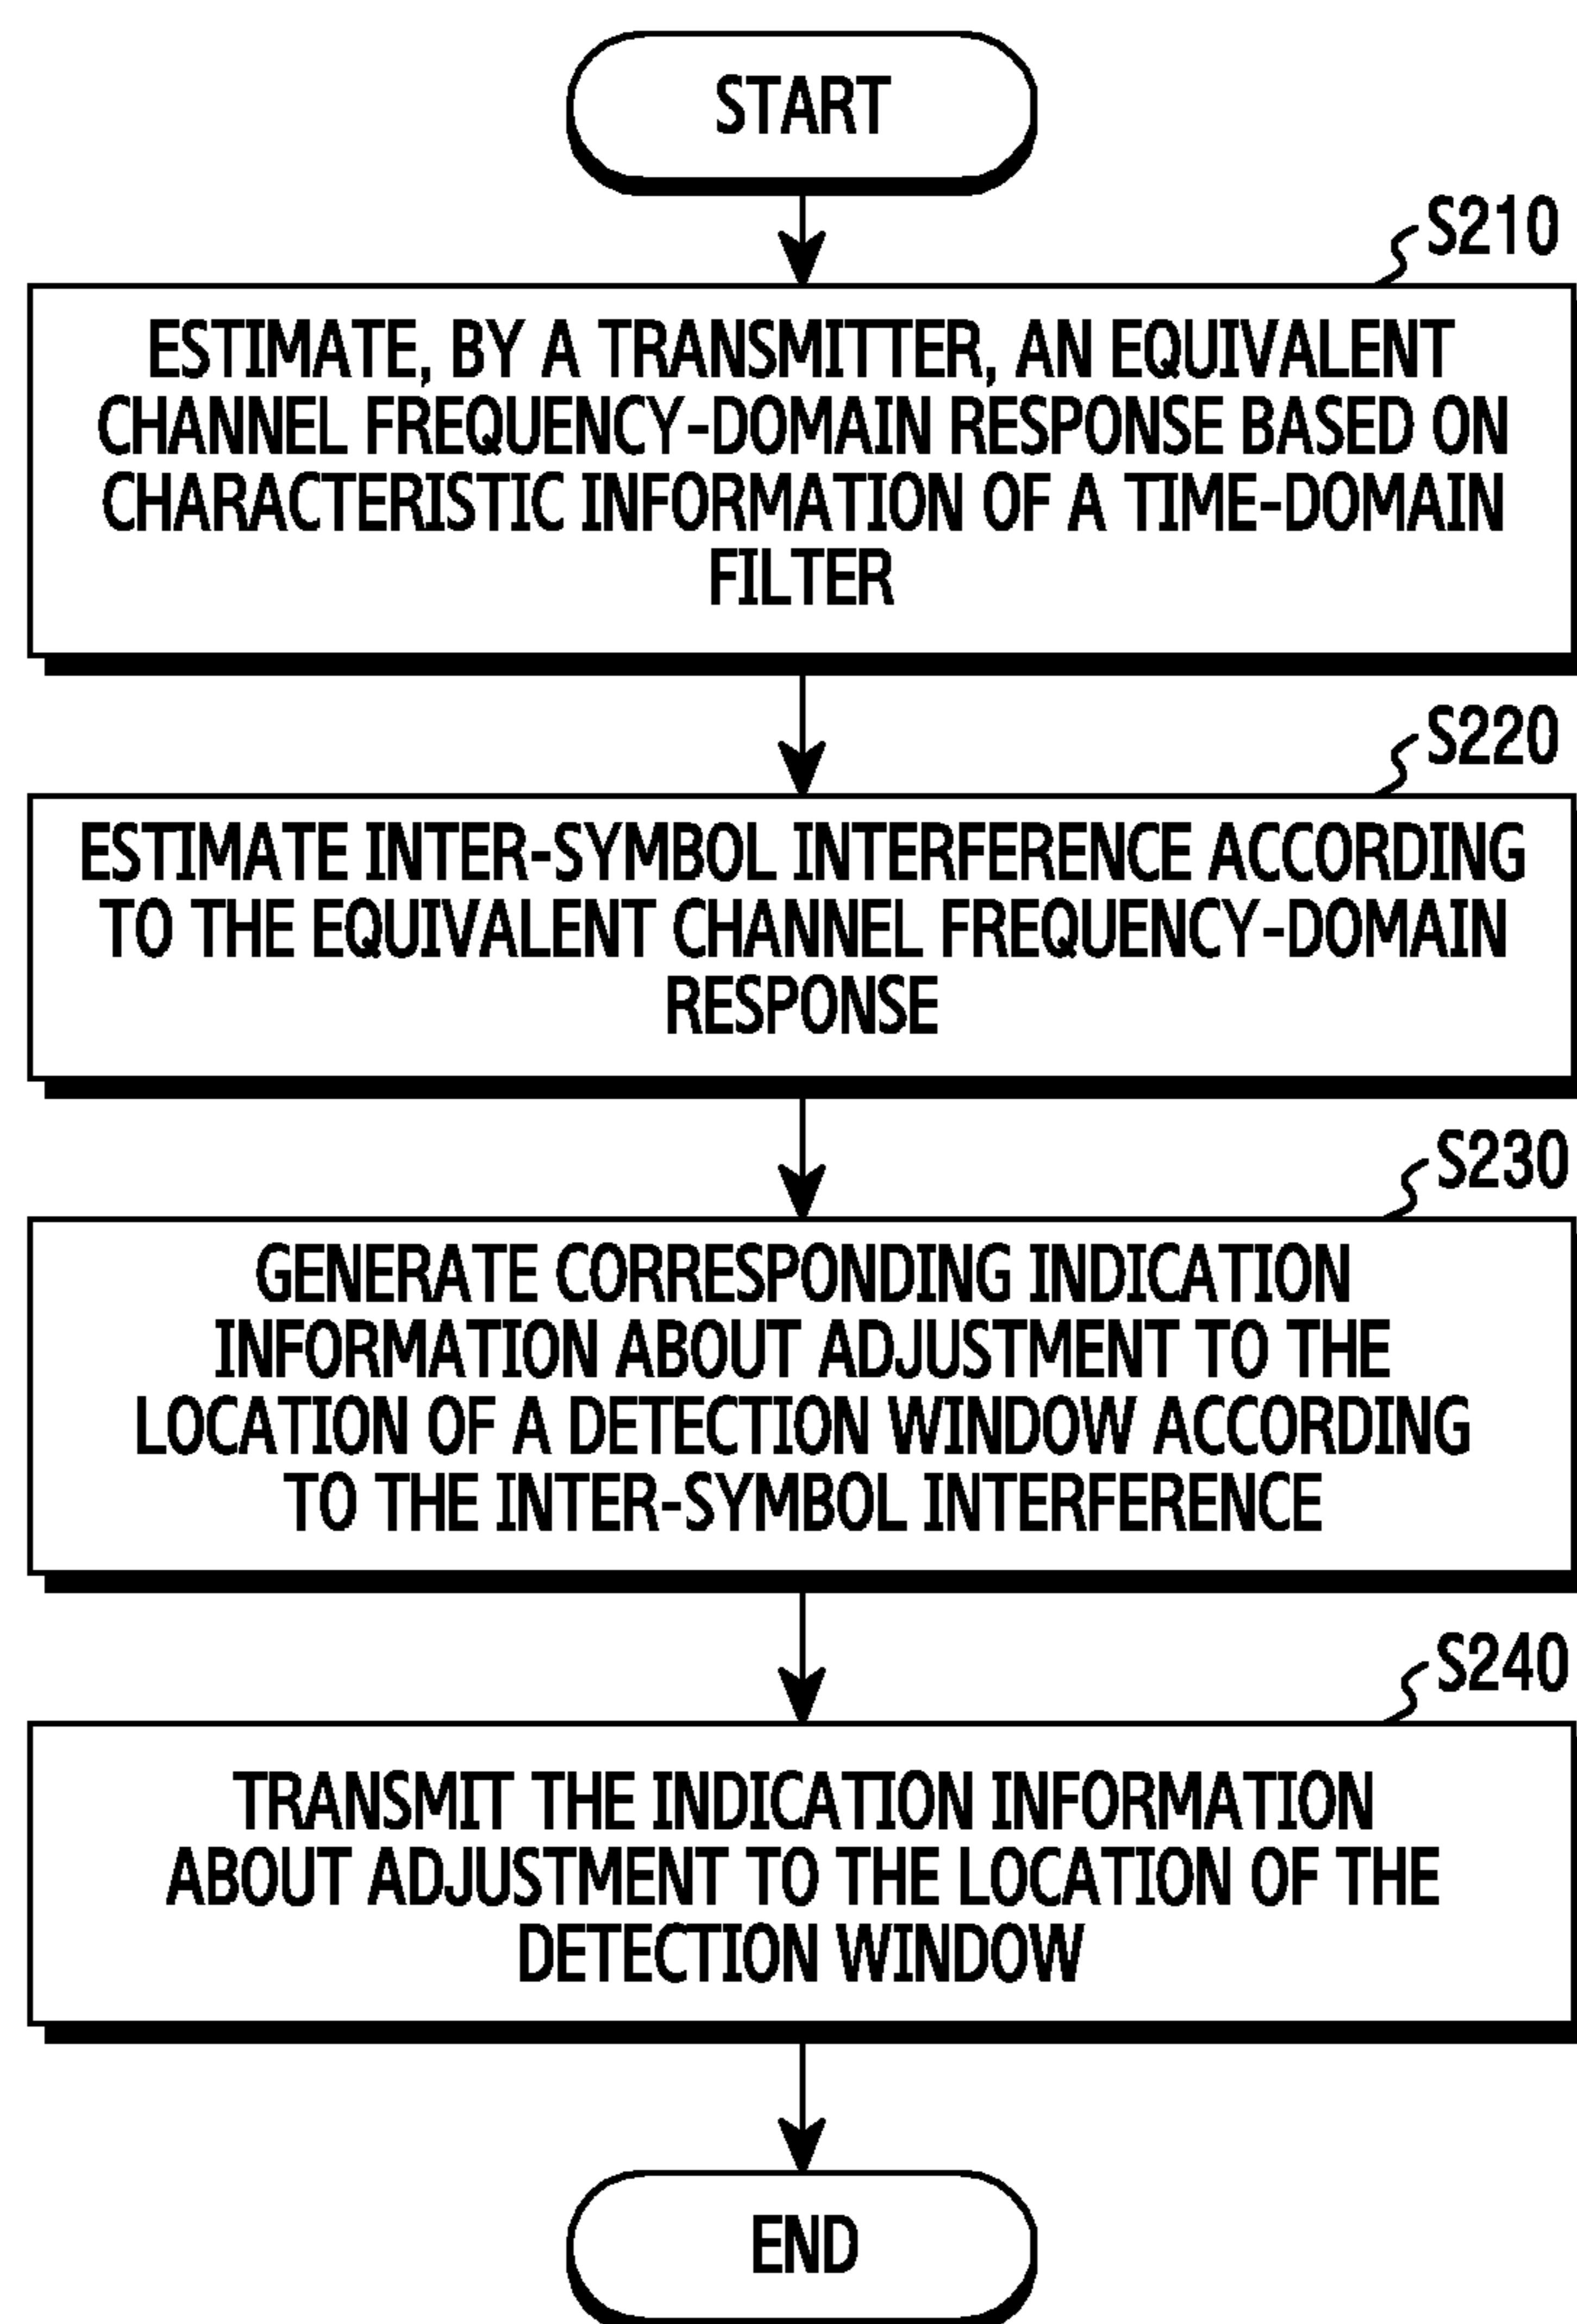 START
S210
ESTIMATE, BY A TRANSMITTER, AN EQUIVALENT
CHANNEL FREQUENCY-DOMAIN RESPONSE BASED ON
CHARACTERISTIC INFORMATION OF A TIME-DOMAIN
FILTER
S220
ESTIMATE INTER-SYMBOL INTERFERENCE ACCORDING
TO THE EQUIVALENT CHANNEL FREQUENCY-DOMAIN
RESPONSE
S230
GENERATE CORRESPONDING INDICATION
INFORMATION ABOUT ADJUSTMENT TO THE
LOCATION OF A DETECTION WINDOW ACCORDING
TO THE INTER-SYMBOL INTERFERENCE
S240
TRANSMIT THE INDICATION INFORMATION
ABOUT ADJUSTMENT TO THE LOCATION OF THE
DETECTION WINDOW
END